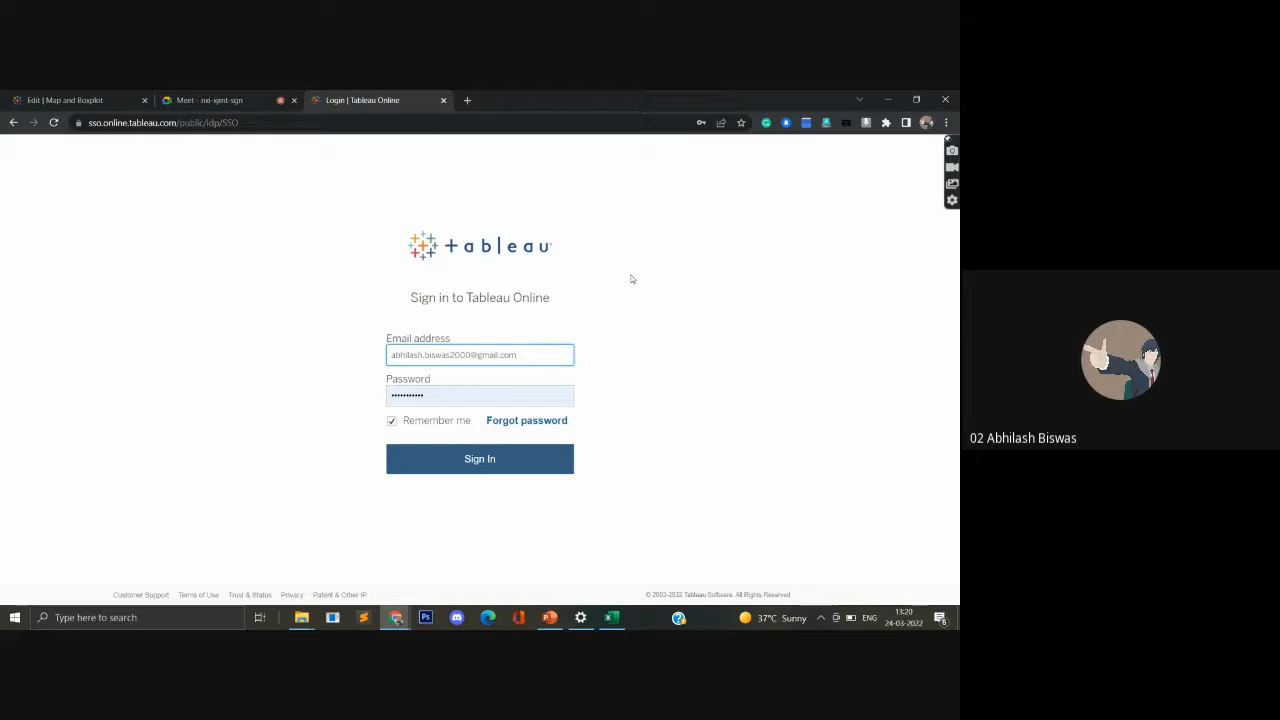 Edit | Map and Boxplot
Meet - nxi-xjmt-sgn
Login | Tableau Online
sso.online.tableau.com/public/idp/SSO
+ableau
Sign in to Tableau Online
Email address
abhilash.biswas2000@gmail.com
Password
•••••••••••
Remember me Forgot password
Sign In
02 Abhilash Biswas
Customer Support Terms of Use Trust & Status Privacy Patent & Other IP
© 2003-2022 Tableau Software. All Rights Reserved
Type here to search
Ps
37°C Sunny
ENG
13:20
24-03-2022
6